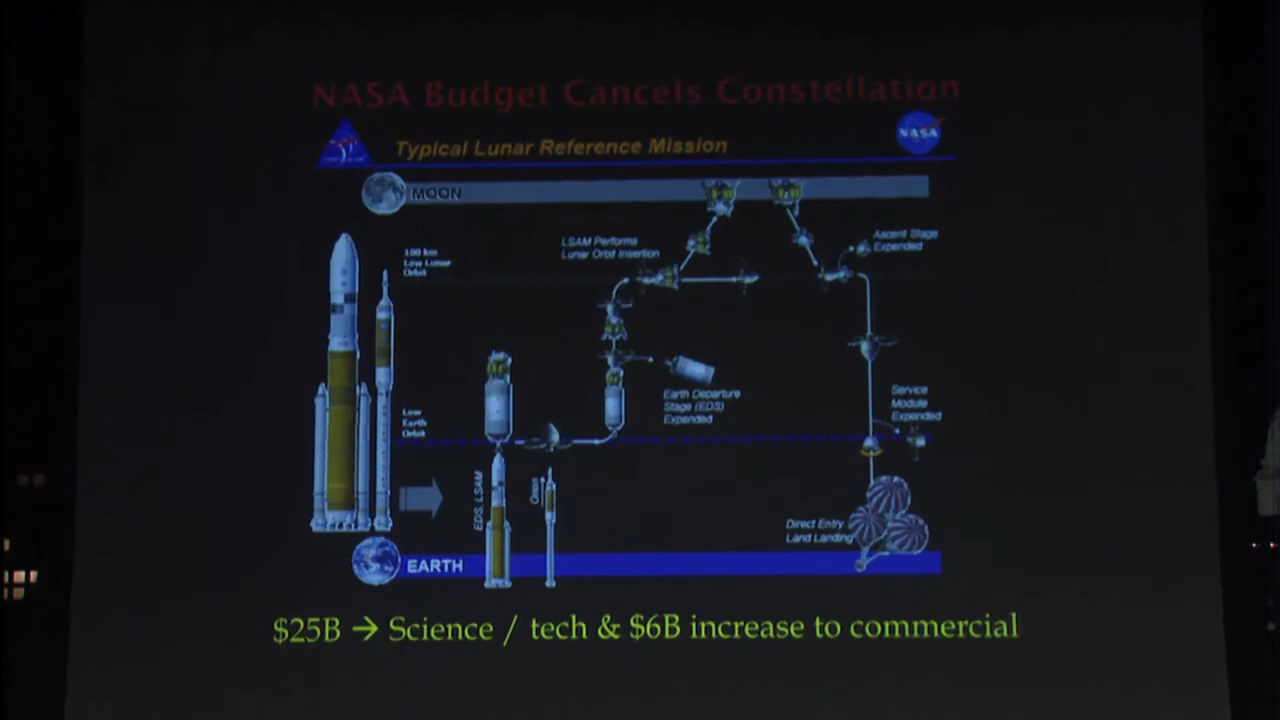 NASA Budget Cancels Constellation
Typical Lunar Reference Mission
NASA
MOON
LSAM Performs
Lunar Orbit Insertion
Ascent Stage
Expended
100 km
Low Lunar
Orbit
Earth Departure
Stage (EDS)
Expended
Service
Module
Expended
Low
Earth
Orbit
EDS, LSAM
Orion
Direct Entry
Land Landing
EARTH
$25B → Science / tech & $6B increase to commercial